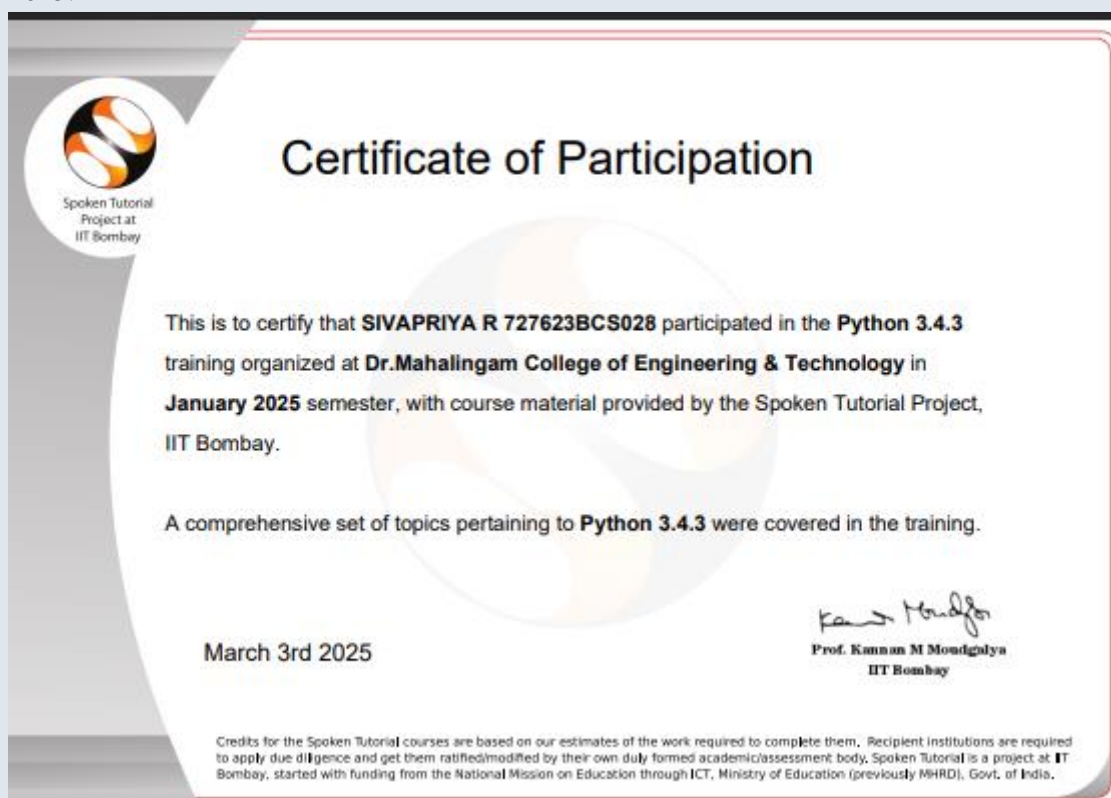 Spoken Tutorial
Project at
IIT Bombay
Certificate of Participation
This is to certify that SIVAPRIYA R 727623BCS028 participated in the Python 3.4.3
training organized at Dr.Mahalingam College of Engineering & Technology in
January 2025 semester, with course material provided by the Spoken Tutorial Project,
IIT Bombay.
A comprehensive set of topics pertaining to Python 3.4.3 were covered in the training.
March 3rd 2025
Prof. Kannan M Moudgalya
IIT Bombay
Credits for the Spoken Tutorial courses are based on our estimates of the work required to complete them. Recipient institutions are required
to apply due diligence and get them ratified/modified by their own duly formed academic/assessment body. Spoken Tutorial is a project at IIT
Bombay, started with funding from the National Mission on Education through ICT, Ministry of Education (previously MHRD), Govt. of India.